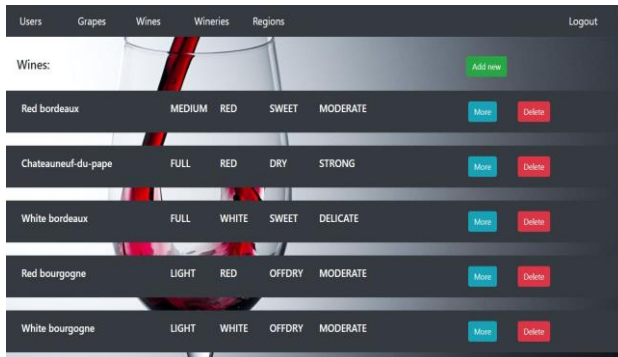 Users Grapes Wines Wineries Regions Logout
Wines: Add new
Red bordeaux MEDIUM RED SWEET MODERATE More Delete
Chateauneuf-du-pape FULL RED DRY STRONG More Delete
White bordeaux FULL WHITE SWEET DELICATE More Delete
Red bourgogne LIGHT RED OFFDRY MODERATE More Delete
White bourgogne LIGHT WHITE OFFDRY MODERATE More Delete